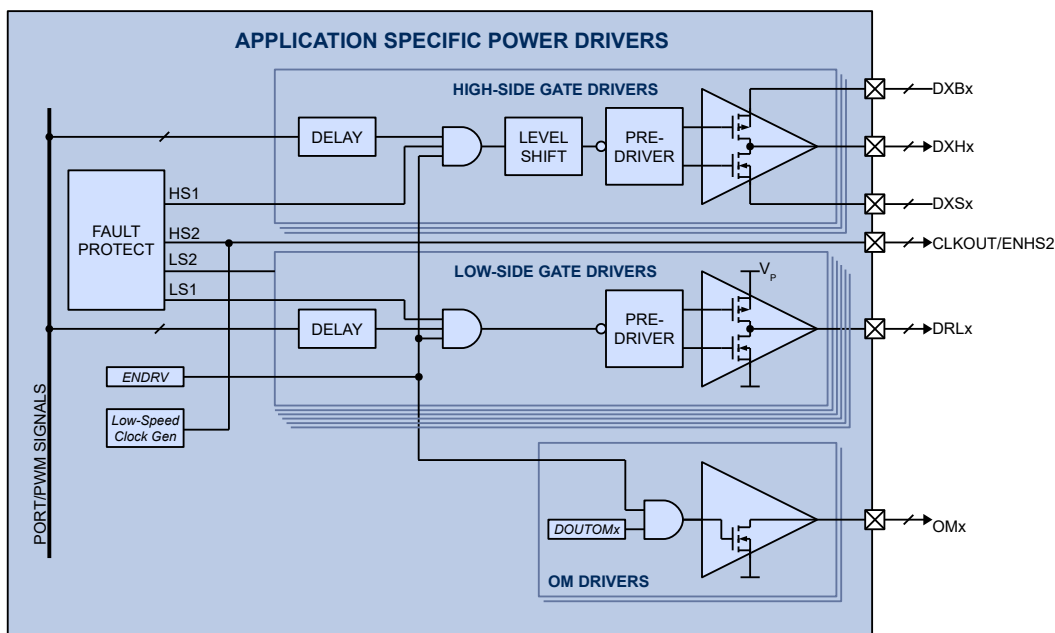 APPLICATION SPECIFIC POWER DRIVERS
HIGH-SIDE GATE DRIVERS
DXBx
DELAY
LEVEL
SHIFT
PRE-
DRIVER
DXHx
HS1
FAULT
PROTECT
DXSx
HS2
CLKOUT/ENHS2
LS2
LOW-SIDE GATE DRIVERS
VP
LS1
DELAY
PRE-
DRIVER
DRLx
ENDRV
Low-Speed
Clock Gen
PORT/PWM SIGNALS
DOUTOMx
OMx
OM DRIVERS